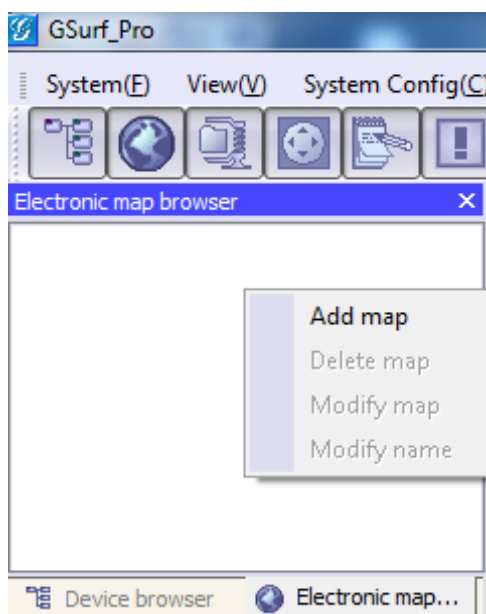 GSurf_Pro
System(F) View(V) System Config(C
Electronic map browser
Add map
Delete map
Modify map
Modify name
Device browser Electronic map...